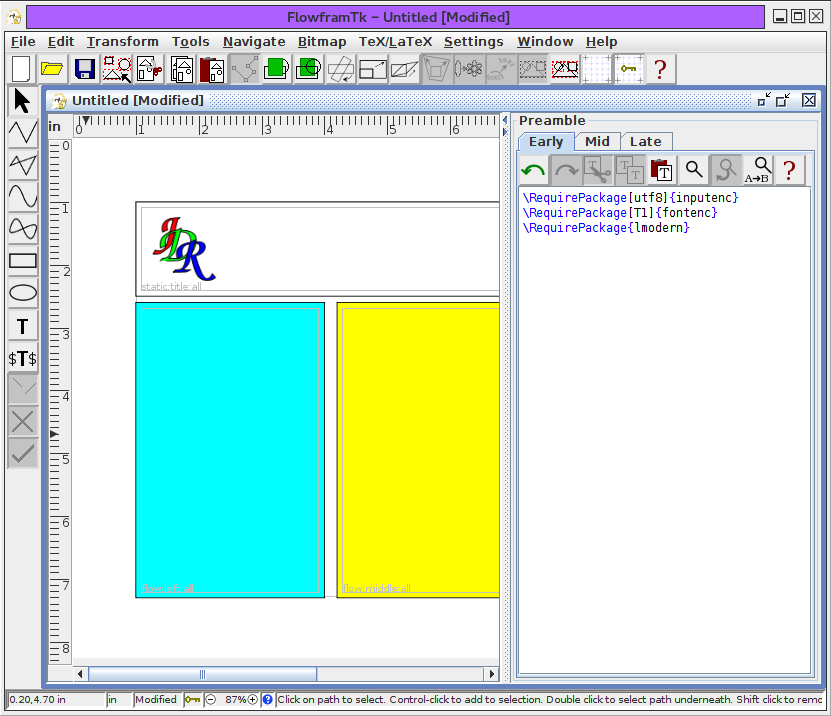 FlowframTk – Untitled [Modified]
File Edit Transform Tools Navigate Bitmap TeX/LaTeX Settings Window Help
?
Untitled [Modified]
Preamble
in
0 1 2 3 4 5 6
Early Mid Late
A→B ?
\RequirePackage[utf8]{inputenc}
\RequirePackage[T1]{fontenc}
\RequirePackage{lmodern}
JDR
static:title:all
0
1
2
3
4
5
6
7
8
T
$T$
flow:middle:all
0.20,4.70 in in Modified 87% ? Click on path to select. Control-click to add to selection. Double click to select path underneath. Shift click to remo